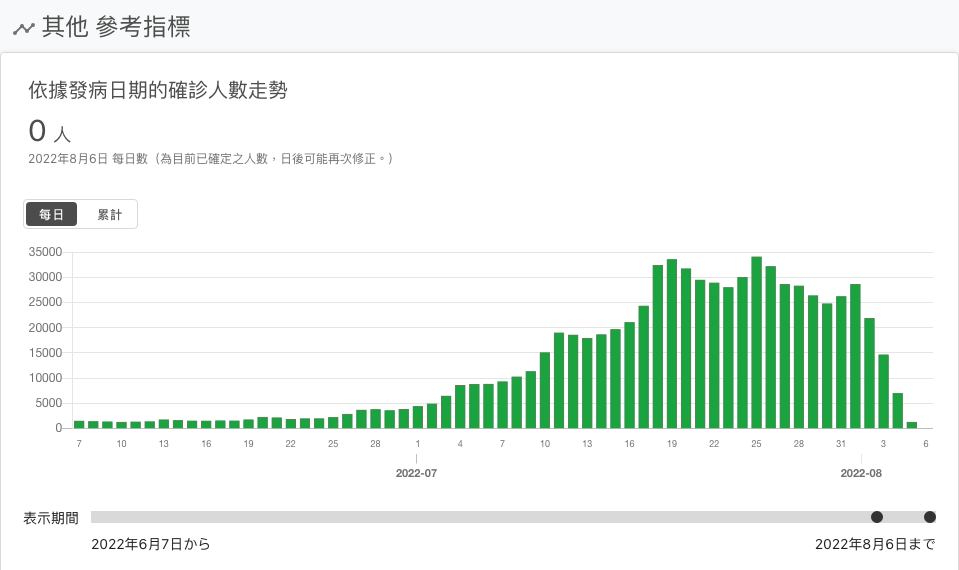 其他 參考指標
依據發病日期的確診人數走勢
0 人
2022年8月6日 每日數（為目前已確定之人數，日後可能再次修正。）
每日 累計
35000
30000
25000
20000
15000
10000
5000
0
7 10 13 16 19 22 25 28 1 4 7 10 13 16 19 22 25 28 31 3 6
2022-07 2022-08
表示期間
2022年6月7日から 2022年8月6日まで